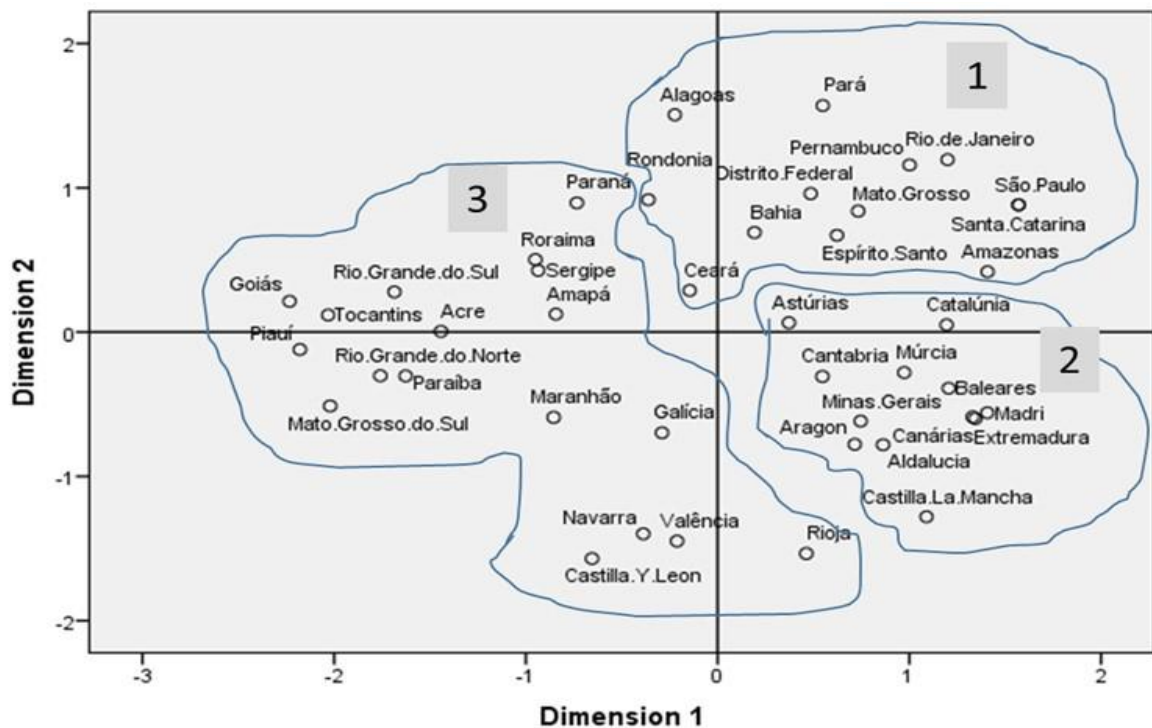 2
1
Pará
Alagoas
Rio.de.Janeiro
Pernambuco
Rondonia
Distrito.Federal
1
Paraná
3
Mato.Grosso
São.Paulo
Bahia
Santa.Catarina
Roraima
Espírito.Santo
Amazonas
Rio.Grande.do.Sul
Sergipe
Ceará
Goiás
Amapá
Astúrias
Catalúnia
Tocantins
Acre
0
Piauí
Rio.Grande.do.Norte
Cantabria
Múrcia
2
Paraíba
Baleares
Maranhão
Galícia
Minas.Gerais
Madri
Mato.Grosso.do.Sul
Aragon
Canárias
Extremadura
Aldalucia
-1
Castilla.La.Mancha
Navarra
Valência
Rioja
Castilla.Y.Leon
-2
-3
-2
-1
0
1
2
Dimension 1
Dimension 2